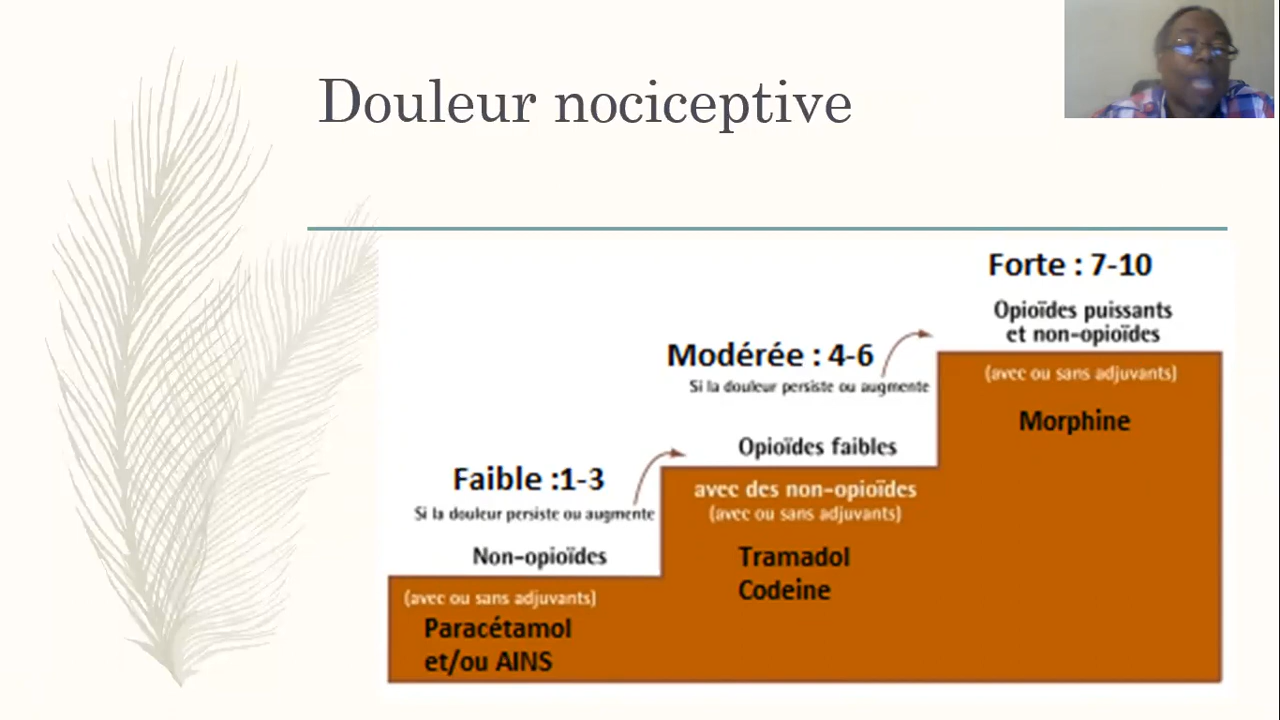 Douleur nociceptive
Forte : 7-10
Opioïdes puissants
et non-opioïdes
(avec ou sans adjuvants)
Morphine
Modérée : 4-6
Si la douleur persiste ou augmente
Opioïdes faibles
avec des non-opioïdes
(avec ou sans adjuvants)
Tramadol
Codeine
Faible :1-3
Si la douleur persiste ou augmente
Non-opioïdes
(avec ou sans adjuvants)
Paracétamol
et/ou AINS